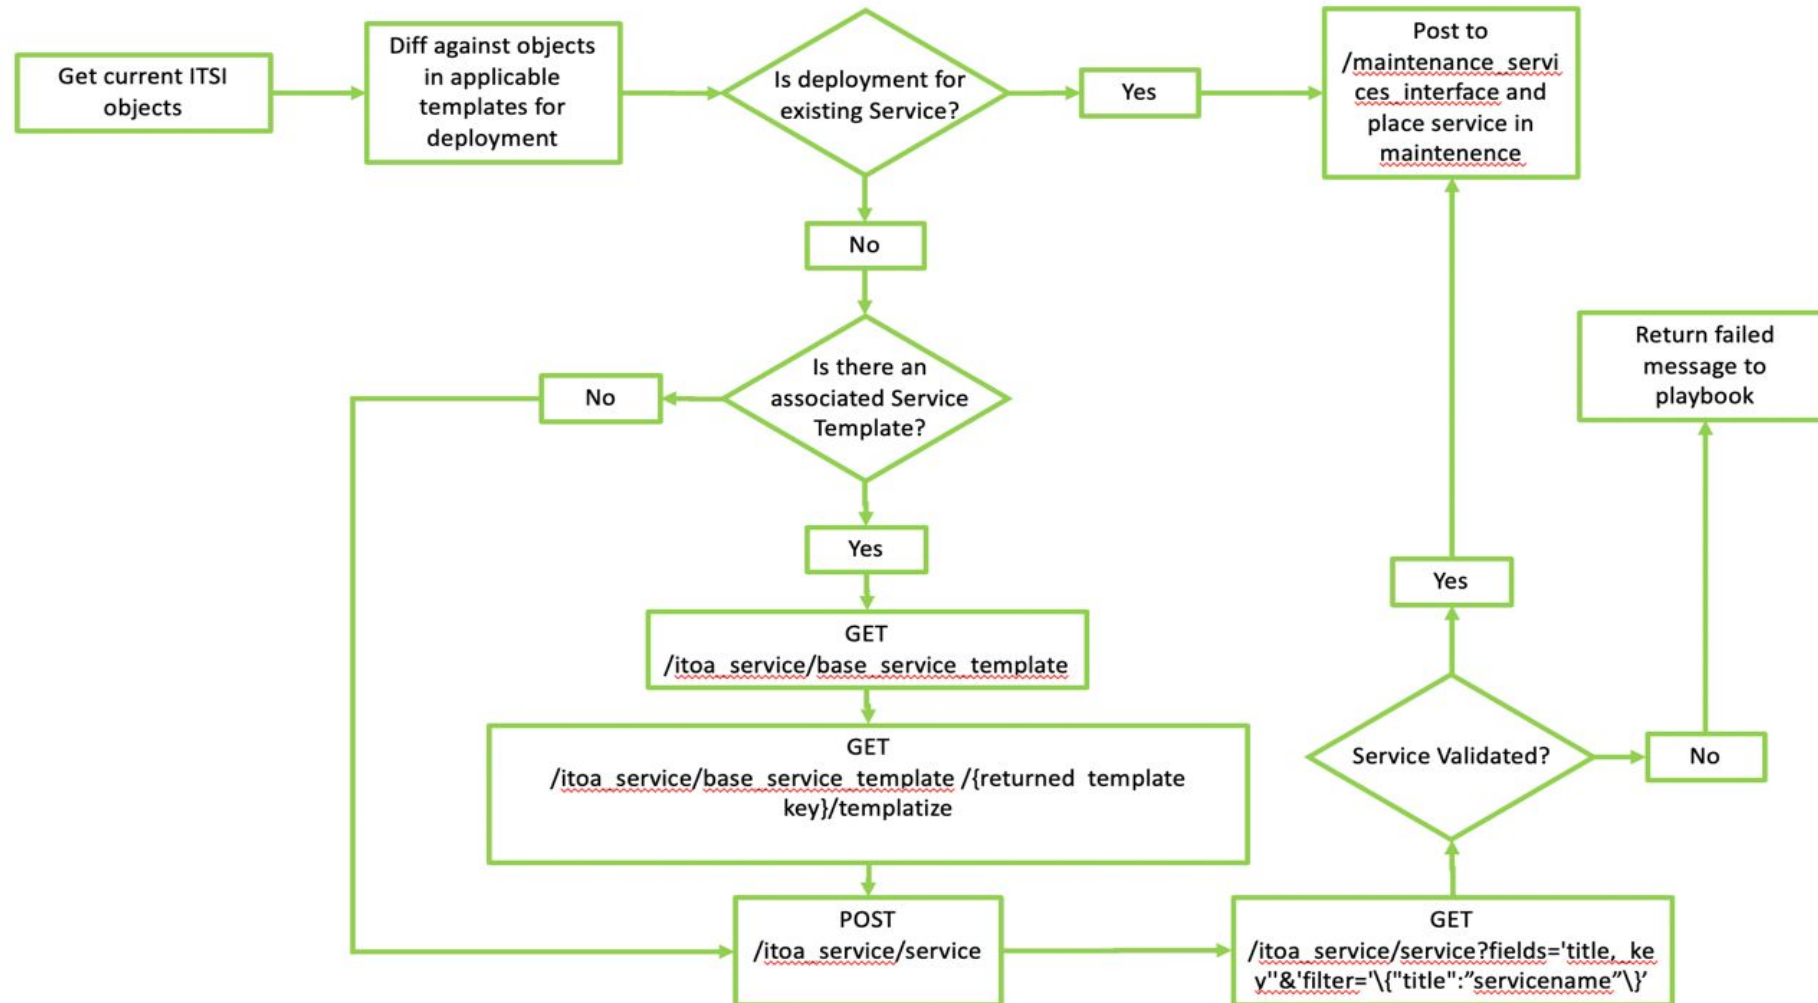 Get current ITSI
objects
Diff against objects
in applicable
templates for
deployment
Is deployment for
existing Service?
Yes
Post to
/maintenance_servi
ces_interface and
place service in
maintenence
No
Is there an
associated Service
Template?
No
Yes
GET
/itoa_service/base_service_template
GET
/itoa_service/base_service_template /{returned  template
key}/templatize
POST
/itoa_service/service
GET
/itoa_service/service?fields='title,_ke
y''&'filter='\{"title":”servicename”\}’
Service Validated?
Yes
No
Return failed
message to
playbook